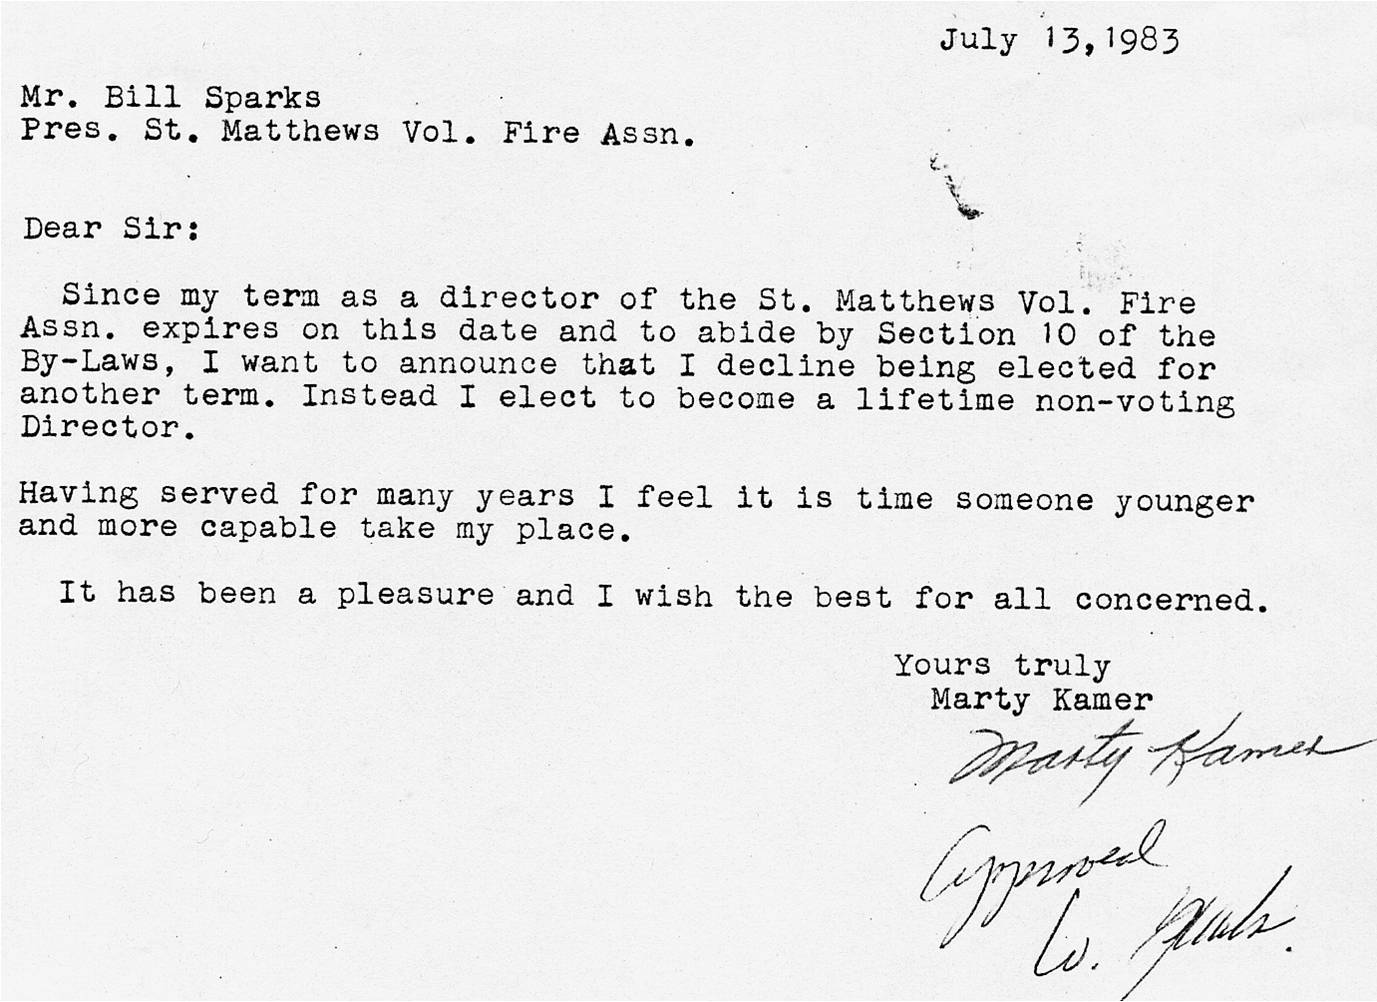 July 13, 1983
Mr. Bill Sparks
Pres. St. Matthews Vol. Fire Assn.
Dear Sir:
Since my term as a director of the St. Matthews Vol. Fire
Assn. expires on this date and to abide by Section 10 of the
By-Laws, I want to announce that I decline being elected for
another term. Instead I elect to become a lifetime non-voting
Director.
Having served for many years I feel it is time someone younger
and more capable take my place.
It has been a pleasure and I wish the best for all concerned.
Yours truly
Marty Kamer
Marty Kamer
Approved
W. Sparks.